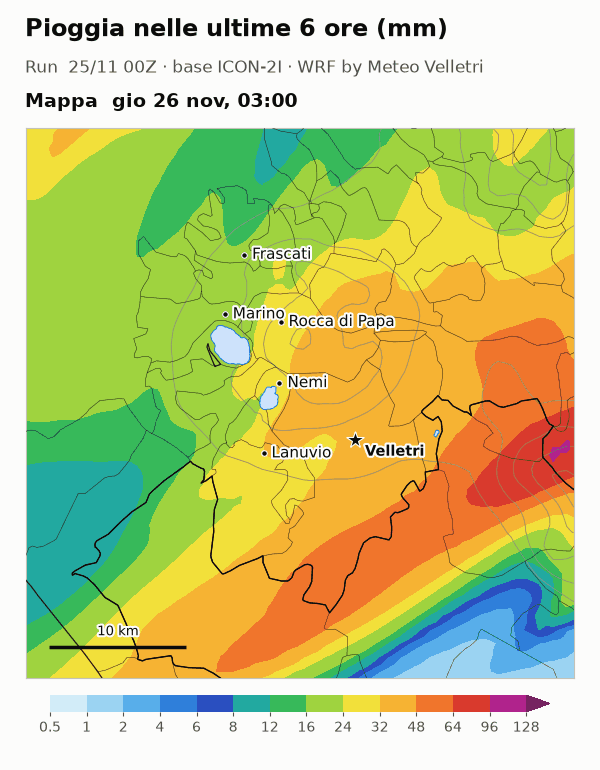 Pioggia nelle ultime 6 ore (mm)
Run 25/11 00Z · base ICON-2I · WRF by Meteo Velletri
Mappa gio 26 nov, 03:00
Frascati
Marino
Rocca di Papa
Nemi
Velletri
Lanuvio
10 km
0.5 1 2 4 6 8 12 16 24 32 48 64 96 128